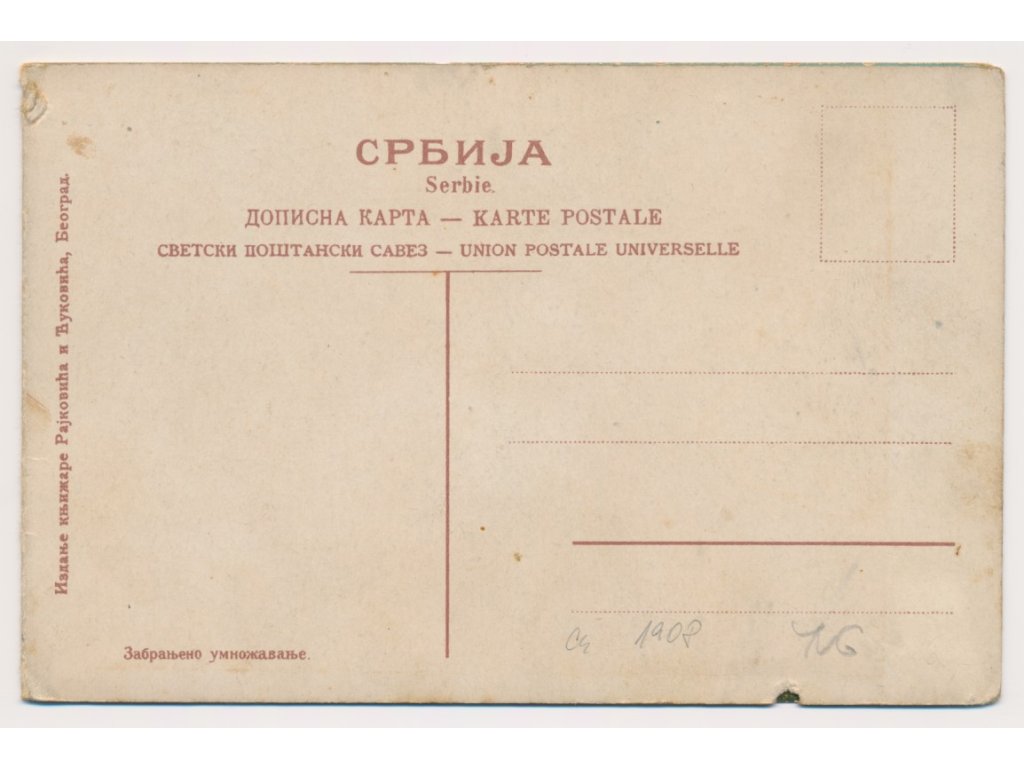 СРБИЈА
Serbie.
ДОПИСНА КАРТА — KARTE POSTALE
СВЕТСКИ ПОШТАНСКИ САВЕЗ — UNION POSTALE UNIVERSELLE
Издање књижаре Рајковића и Ћуковића, Београд.
Забрањено умножавање.
1908